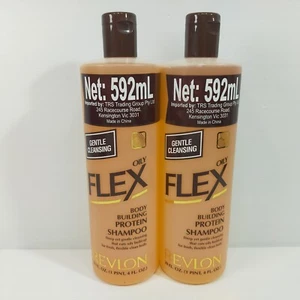 Net: 592mL
Imported by: TRS Trading Group Pty Ltd
245 Racecourse Road,
Kensington Vic 3031
Made in China
GENTLE
CLEANSING
OILY
FLEX
BODY
BUILDING
PROTEIN
SHAMPOO
REVLON
Net: 592mL
Imported by: TRS Trading Group Pty Ltd
245 Racecourse Road,
Kensington Vic 3031
Made in China
GENTLE
CLEANSING
OILY
FLEX
BODY
BUILDING
PROTEIN
SHAMPOO
REVLON